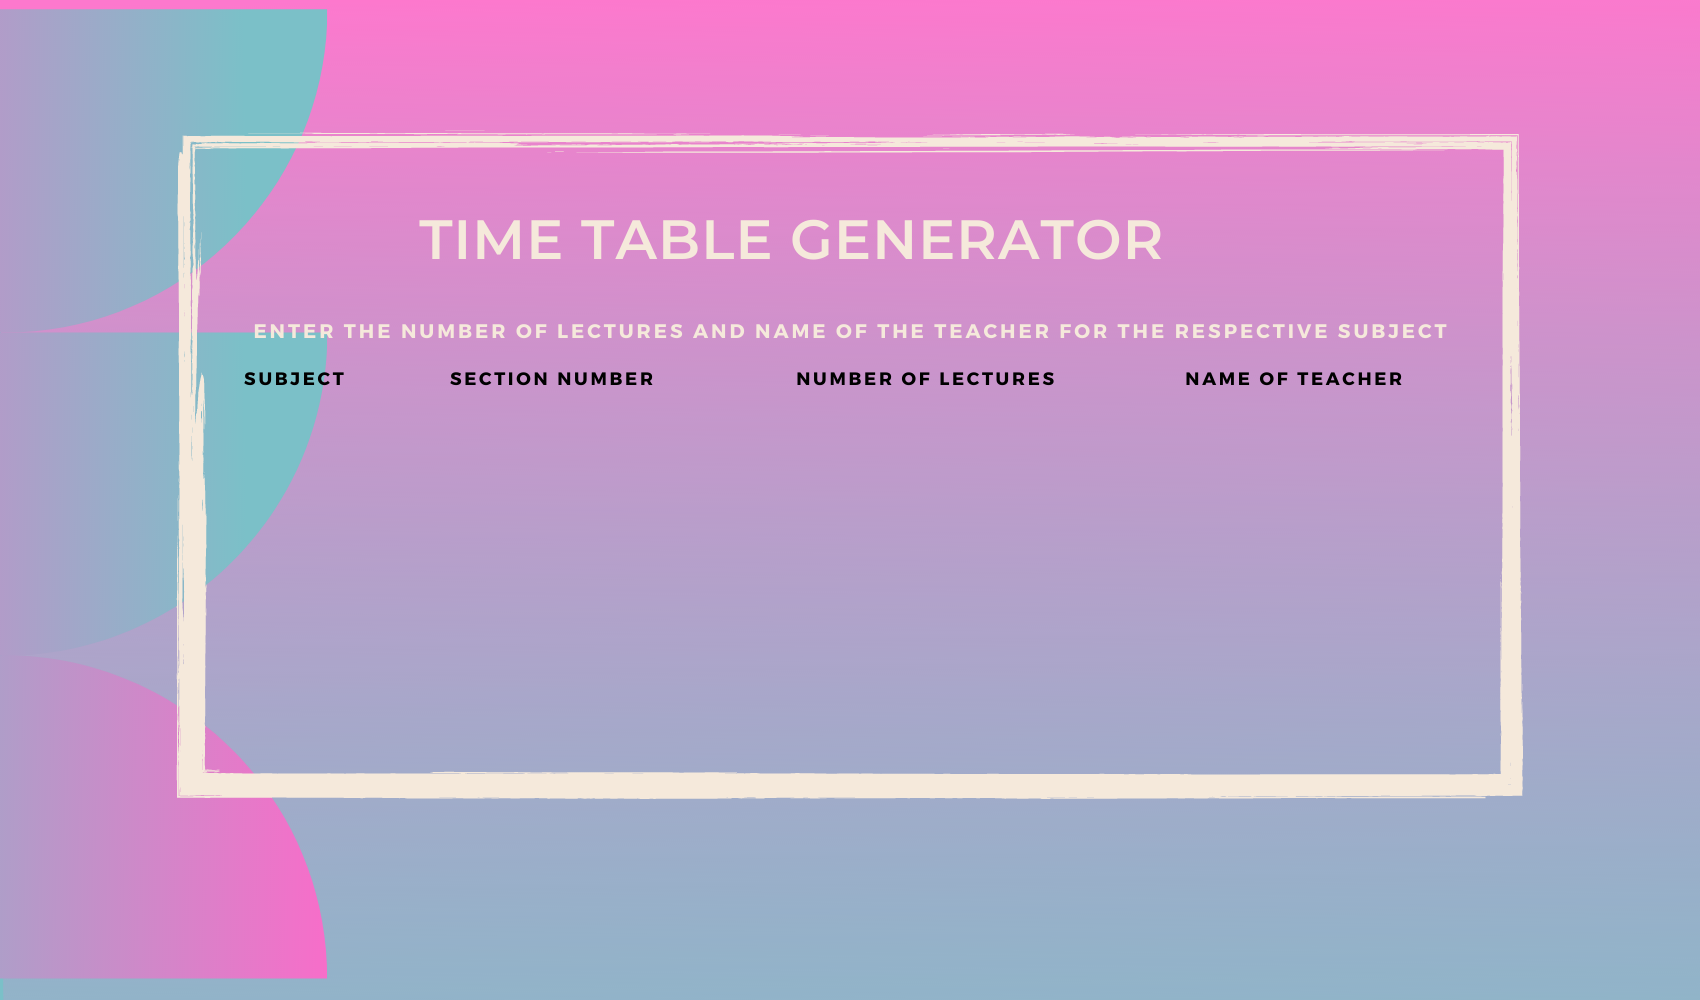 TIME TABLE GENERATOR
ENTER THE NUMBER OF LECTURES AND NAME OF THE TEACHER FOR THE RESPECTIVE SUBJECT
SUBJECT SECTION NUMBER NUMBER OF LECTURES NAME OF TEACHER